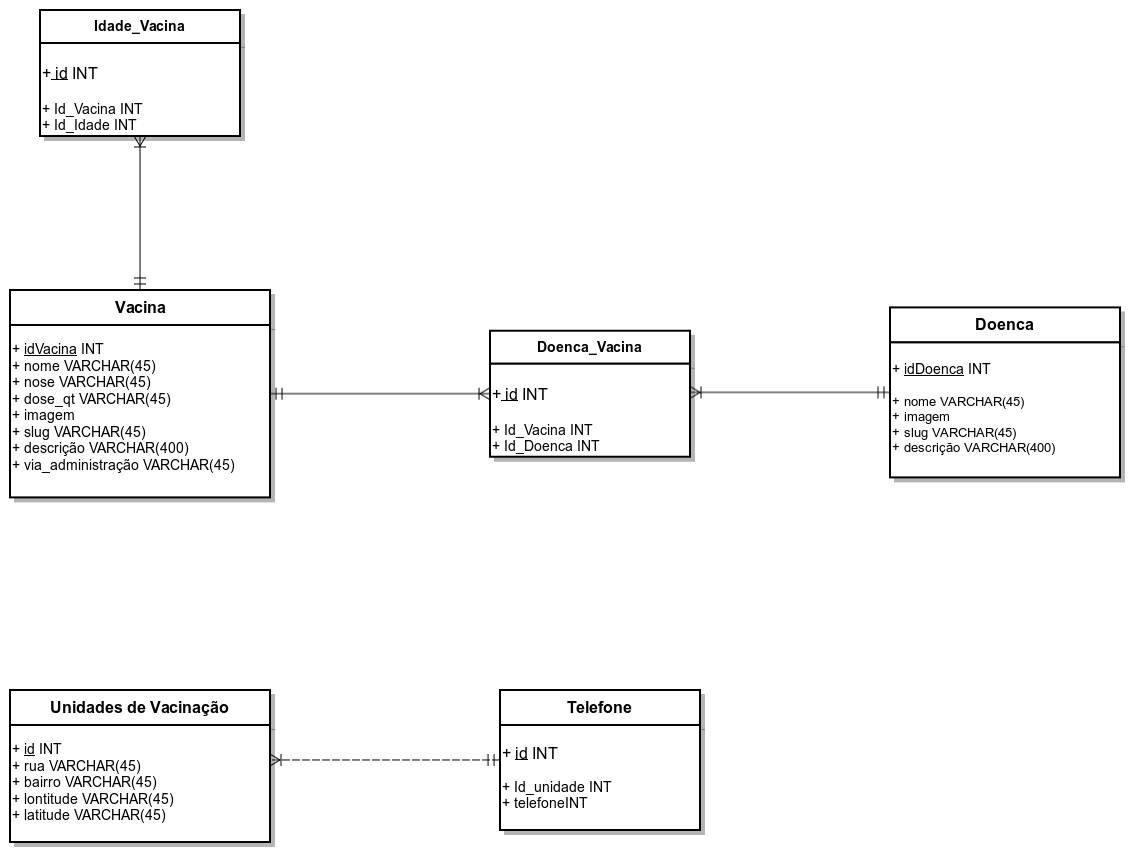 Idade_Vacina
+ id INT
+ Id_Vacina INT
+ Id_Idade INT
Vacina
+ idVacina INT
+ nome VARCHAR(45)
+ nose VARCHAR(45)
+ dose_qt VARCHAR(45)
+ imagem
+ slug VARCHAR(45)
+ descrição VARCHAR(400)
+ via_administração VARCHAR(45)
Doenca_Vacina
+ id INT
+ Id_Vacina INT
+ Id_Doenca INT
Doenca
+ idDoenca INT
+ nome VARCHAR(45)
+ imagem
+ slug VARCHAR(45)
+ descrição VARCHAR(400)
Unidades de Vacinação
+ id INT
+ rua VARCHAR(45)
+ bairro VARCHAR(45)
+ lontitude VARCHAR(45)
+ latitude VARCHAR(45)
Telefone
+ id INT
+ Id_unidade INT
+ telefoneINT